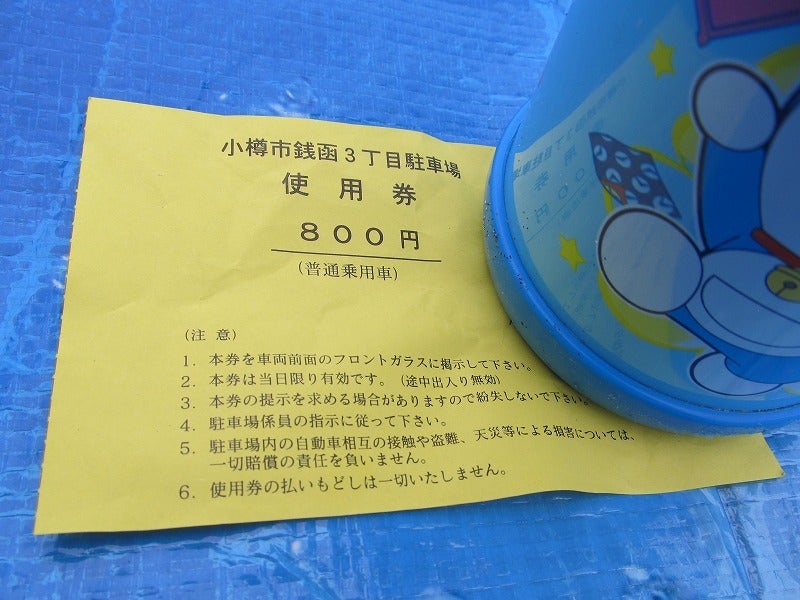 小樽市銭函３丁目駐車場
使用券
８００円
（普通乗用車）
（注 意）
１．本券を車両前面のフロントガラスに掲示して下さい。
２．本券は当日限り有効です。（途中出入り無効）
３．本券の提示を求める場合がありますので紛失しないで下さい。
４．駐車場係員の指示に従って下さい。
５．駐車場内の自動車相互の接触や盗難、天災等による損害については、
一切賠償の責任を負いません。
６．使用券の払いもどしは一切いたしません。